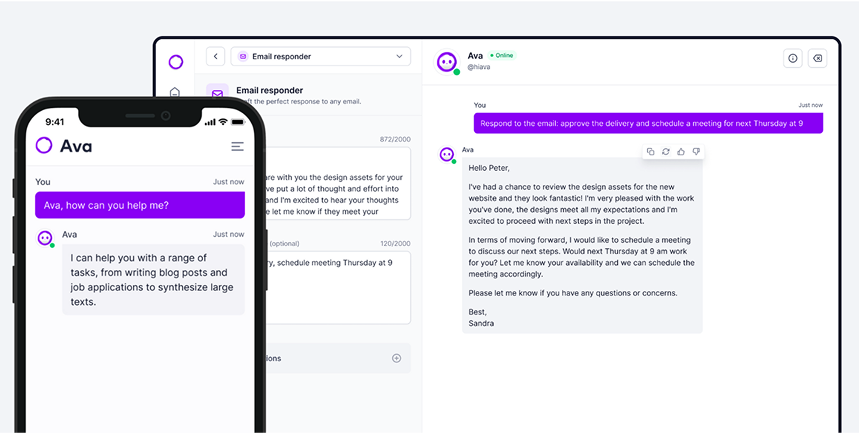 9:41
Ava
You
Just now
Ava, how can you help me?
Ava
Just now
I can help you with a range of
tasks, from writing blog posts and
job applications to synthesize large
texts.
Email responder
Email responder
the perfect response to any email.
872/2000
are with you the design assets for your
ve put a lot of thought and effort into
and I'm excited to hear your thoughts
e let me know if they meet your
(optional)
120/2000
ry, schedule meeting Thursday at 9
ions
Ava
Online
@hiava
You
Just now
Respond to the email: approve the delivery and schedule a meeting for next Thursday at 9
Ava
Hello Peter,
I've had a chance to review the design assets for the new
website and they look fantastic! I'm very pleased with the work
you've done, the designs meet all my expectations and I'm
excited to proceed with next steps in the project.
In terms of moving forward, I would like to schedule a meeting
to discuss our next steps. Would next Thursday at 9 am work
for you? Let me know your availability and we can schedule the
meeting accordingly.
Please let me know if you have any questions or concerns.
Best,
Sandra